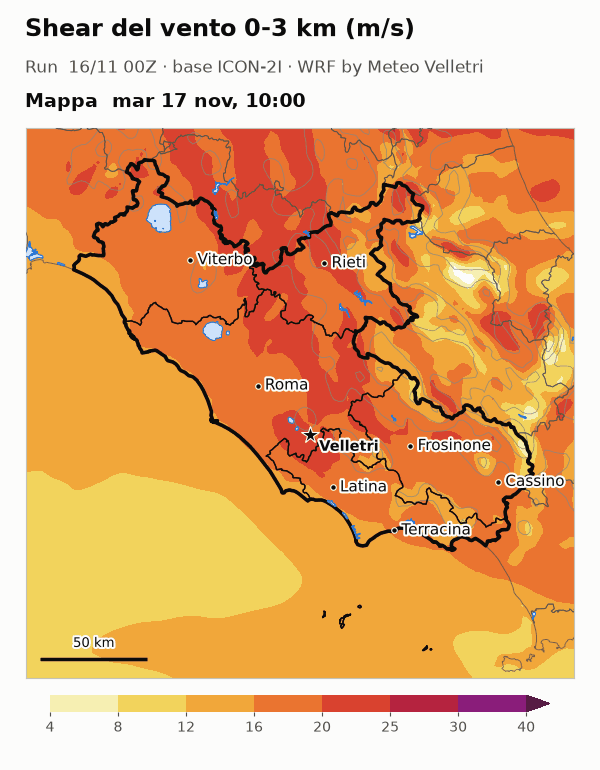 Shear del vento 0-3 km (m/s)
Run  16/11 00Z · base ICON-2I · WRF by Meteo Velletri
Mappa  mar 17 nov, 10:00
Viterbo
Rieti
Roma
Velletri
Frosinone
Cassino
Latina
Terracina
50 km
4 8 12 16 20 25 30 40